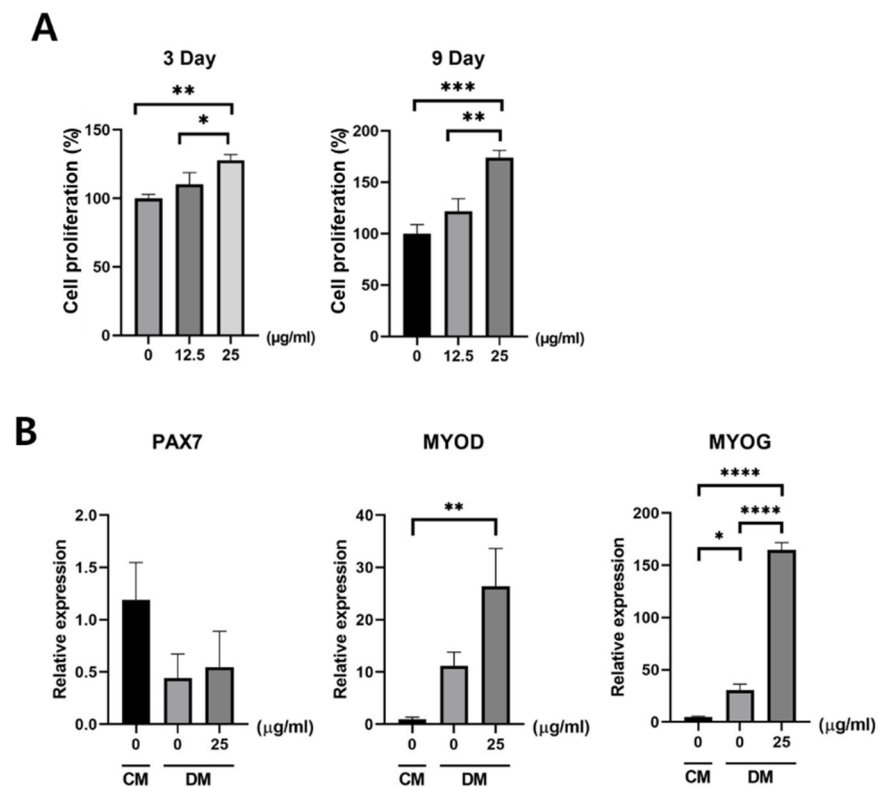 A
3 Day
9 Day
**
*
***
**
Cell proliferation (%)
150
100
50
0
0 12.5 25 (μg/ml)
Cell proliferation (%)
200
150
100
50
0
0 12.5 25 (μg/ml)
B
PAX7
MYOD
MYOG
Relative expression
2.0
1.5
1.0
0.5
0.0
0 0 25 (μg/ml)
CM DM
**
Relative expression
40
30
20
10
0
0 0 25 (μg/ml)
CM DM
****
****
*
Relative expression
200
150
100
50
0
0 0 25 (μg/ml)
CM DM